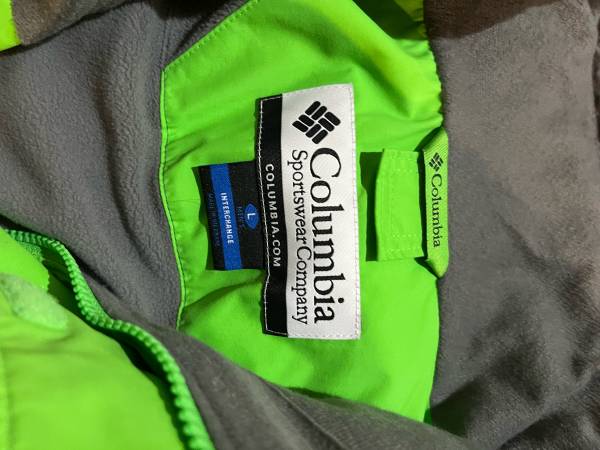 Columbia
Sportswear Company
COLUMBIA.COM
L
INTERCHANGE
Columbia